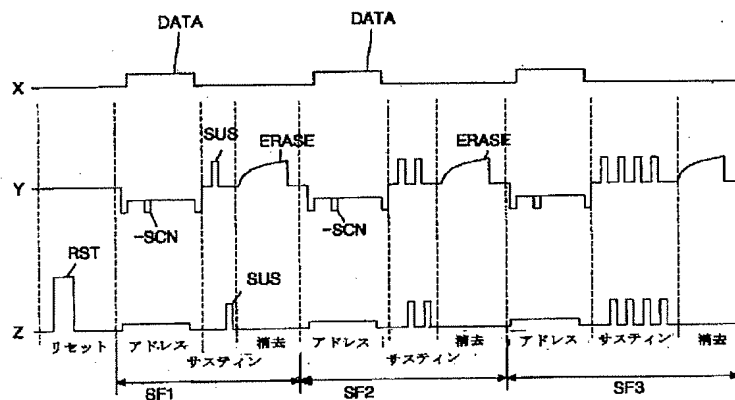 DATA DATA
X
SUS ERASE ERASE
Y
-SCN -SCN
RST
SUS
Z
リセット アドレス 消去 アドレス 消去 アドレス サスティン 消去
サスティン サスティン
SF1 SF2 SF3